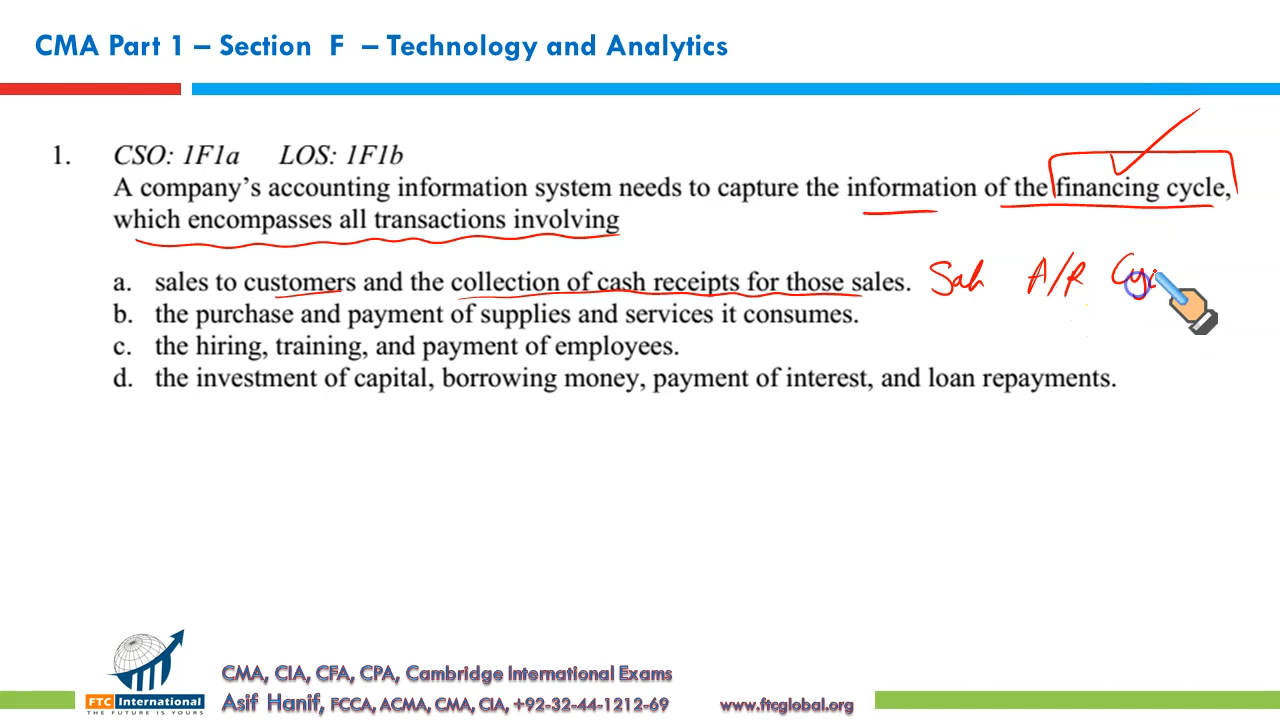 CMA Part 1 – Section F – Technology and Analytics
1. CSO: 1F1a LOS: 1F1b
A company's accounting information system needs to capture the information of the financing cycle,
which encompasses all transactions involving
a. sales to customers and the collection of cash receipts for those sales. A/R
b. the purchase and payment of supplies and services it consumes.
c. the hiring, training, and payment of employees.
d. the investment of capital, borrowing money, payment of interest, and loan repayments.
FTC International
THE FUTURE IS YOURS
CMA, CIA, CFA, CPA, Cambridge International Exams
Asif Hanif, FCCA, ACMA, CMA, CIA, +92-32-44-1212-69 www.ftcglobal.org